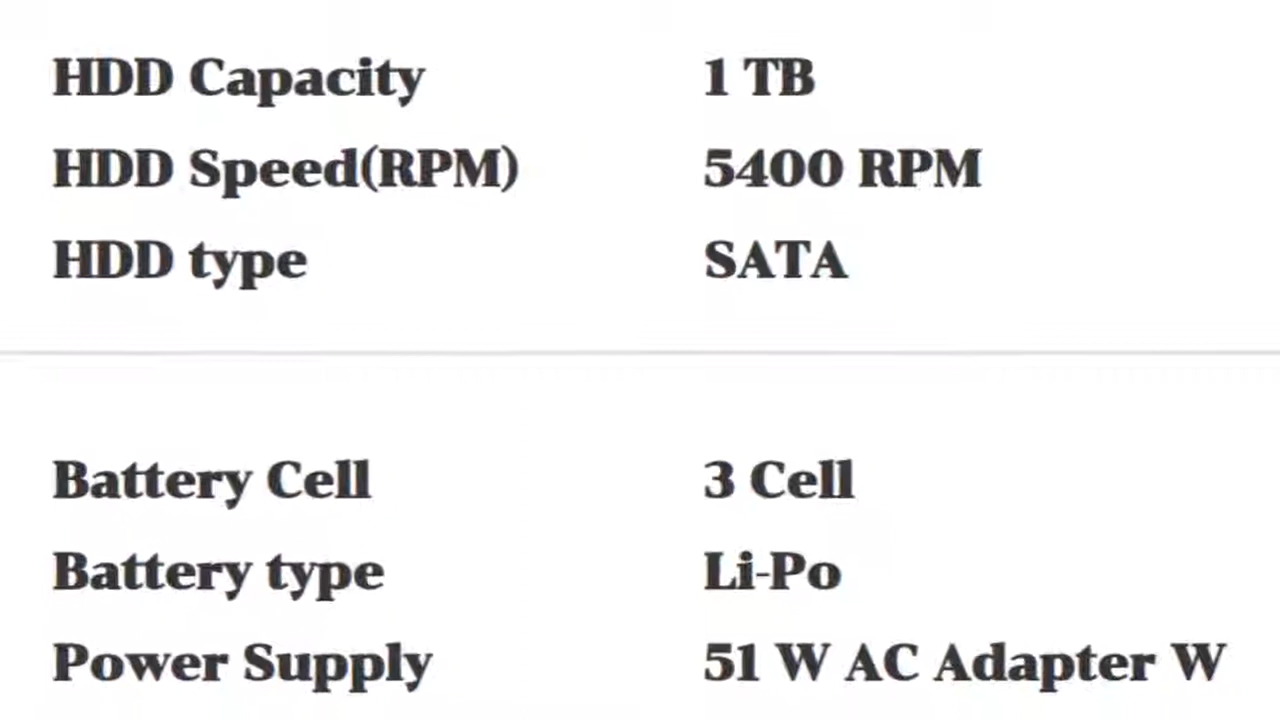 HDD Capacity 1 TB
HDD Speed(RPM) 5400 RPM
HDD type SATA
Battery Cell 3 Cell
Battery type Li-Po
Power Supply 51 W AC Adapter W